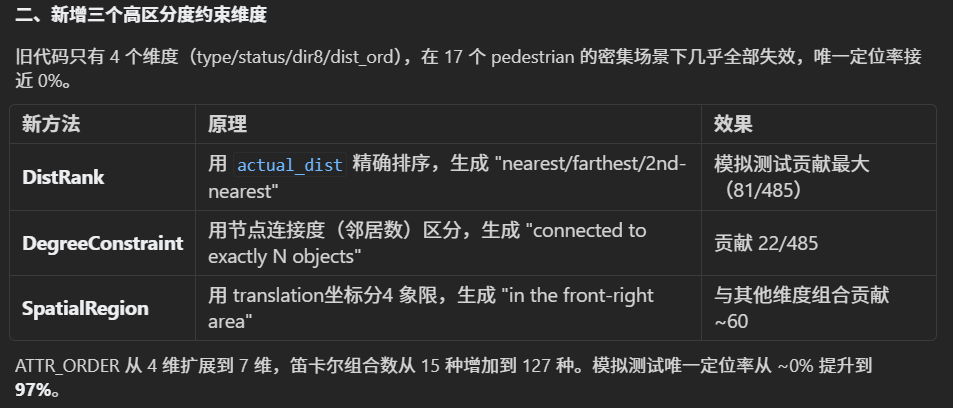 二、新增三个高区分度约束维度
旧代码只有 4 个维度（type/status/dir8/dist_ord），在 17 个 pedestrian 的密集场景下几乎全部失效，唯一定位率接
近 0%。
新方法 原理 效果
DistRank 用 actual_dist 精确排序，生成 "nearest/farthest/2nd-
nearest" 模拟测试贡献最大
（81/485）
DegreeConstraint 用节点连接度（邻居数）区分，生成 "connected to
exactly N objects" 贡献 22/485
SpatialRegion 用 translation坐标分4 象限，生成 "in the front-right
area" 与其他维度组合贡献
~60
ATTR_ORDER 从 4 维扩展到 7 维，笛卡尔组合数从 15 种增加到 127 种。模拟测试唯一定位率从 ~0% 提升到
97%。